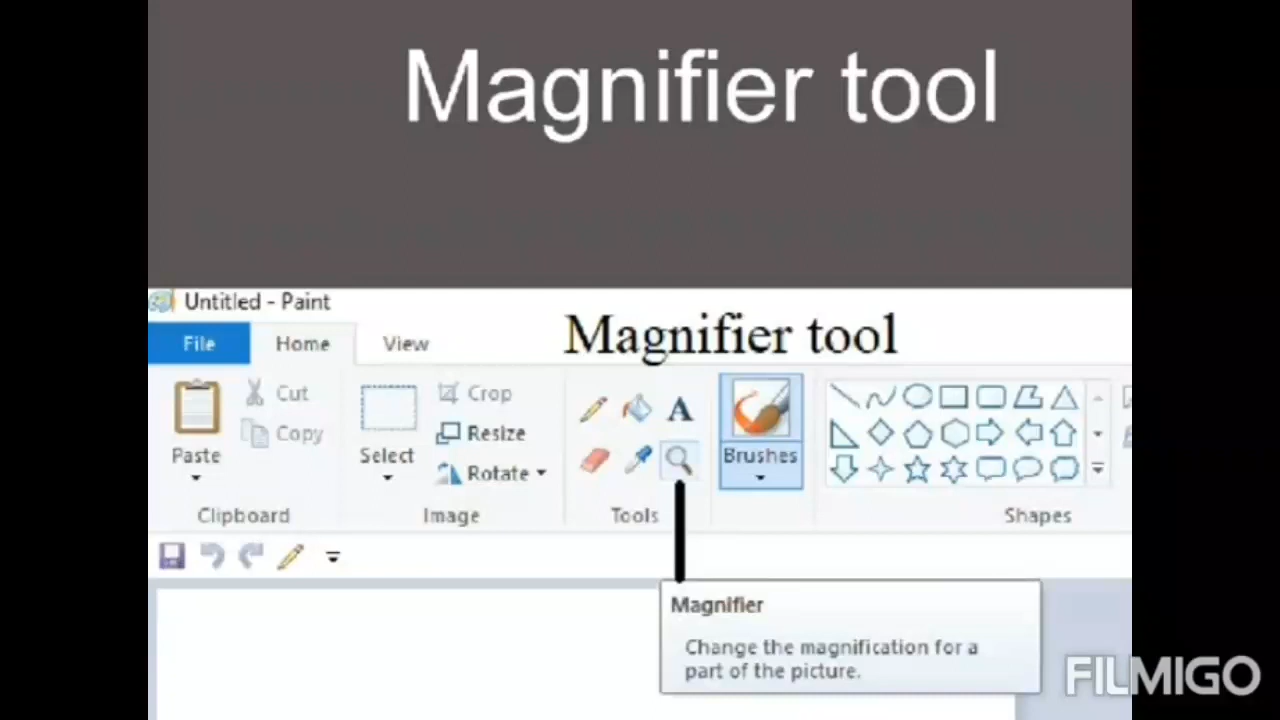 Magnifier tool
Untitled - Paint
Magnifier tool
File Home View
Paste
Cut
Copy
Clipboard
Select
Crop
Resize
Rotate
Image
A
Tools
Brushes
Shapes
Magnifier
Change the magnification for a
part of the picture.
FILMIGO